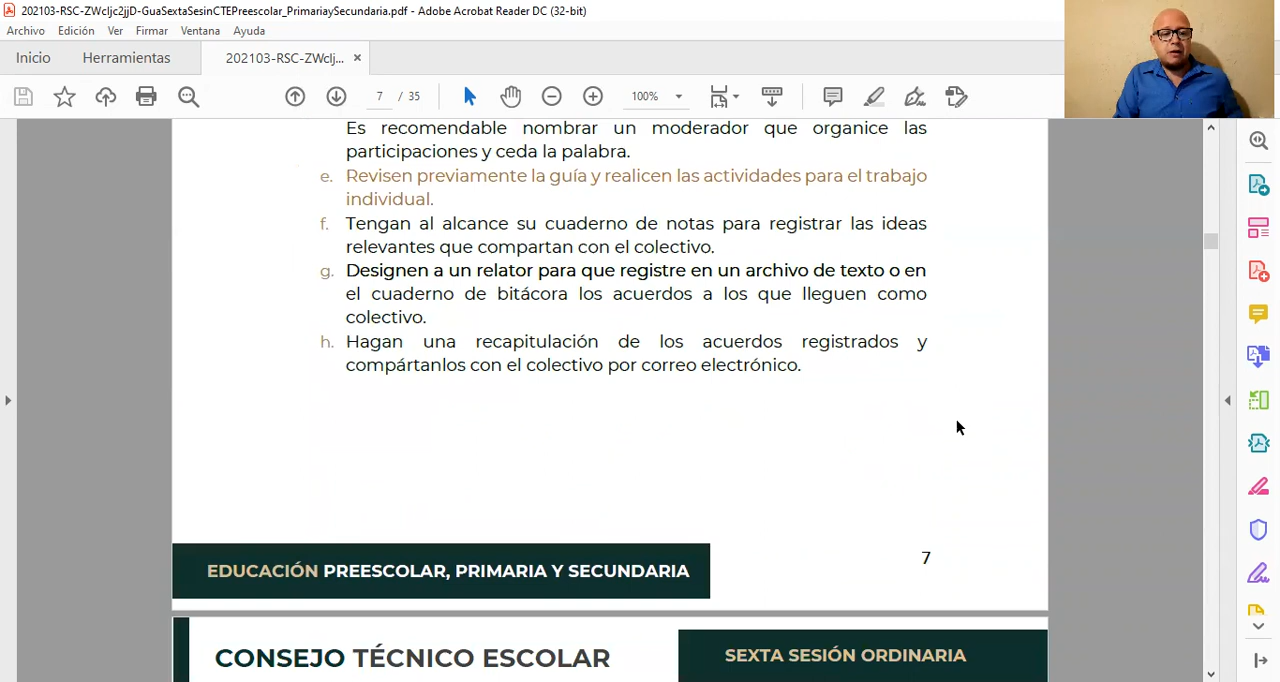 202103-RSC-ZWcljc2jjD-GuaSextaSesinCTEPreescolar_PrimariaySecundaria.pdf - Adobe Acrobat Reader DC (32-bit)
Archivo Edición Ver Firmar Ventana Ayuda
Inicio Herramientas 202103-RSC-ZWclj... ×
7 / 35 100%
Es recomendable nombrar un moderador que organice las
participaciones y ceda la palabra.
e. Revisen previamente la guía y realicen las actividades para el trabajo
individual.
f. Tengan al alcance su cuaderno de notas para registrar las ideas
relevantes que compartan con el colectivo.
g. Designen a un relator para que registre en un archivo de texto o en
el cuaderno de bitácora los acuerdos a los que lleguen como
colectivo.
h. Hagan una recapitulación de los acuerdos registrados y
compártanlos con el colectivo por correo electrónico.
7
EDUCACIÓN PREESCOLAR, PRIMARIA Y SECUNDARIA
CONSEJO TÉCNICO ESCOLAR
SEXTA SESIÓN ORDINARIA